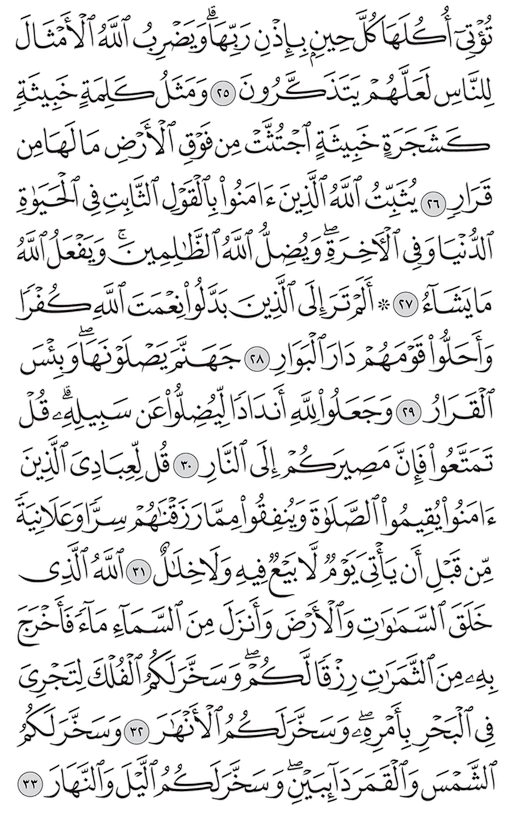 تُؤۡتِيٓ أُكُلَهَا كُلَّ حِينِۭ بِإِذۡنِ رَبِّهَاۗ وَيَضۡرِبُ ٱللَّهُ ٱلۡأَمۡثَالَ
لِلنَّاسِ لَعَلَّهُمۡ يَتَذَكَّرُونَ ٢٥ وَمَثَلُ كَلِمَةٍ خَبِيثَةٖ
كَشَجَرَةٍ خَبِيثَةٍ ٱجۡتُثَّتۡ مِن فَوۡقِ ٱلۡأَرۡضِ مَا لَهَا مِن
قَرَارٖ ٢٦ يُثَبِّتُ ٱللَّهُ ٱلَّذِينَ ءَامَنُواْ بِٱلۡقَوۡلِ ٱلثَّابِتِ فِي ٱلۡحَيَوٰةِ
ٱلدُّنۡيَا وَفِي ٱلۡأٓخِرَةِۖ وَيُضِلُّ ٱللَّهُ ٱلظَّٰلِمِينَۚ وَيَفۡعَلُ ٱللَّهُ
مَا يَشَآءُ ٢٧ ۞ أَلَمۡ تَرَ إِلَى ٱلَّذِينَ بَدَّلُواْ نِعۡمَتَ ٱللَّهِ كُفۡرٗا
وَأَحَلُّواْ قَوۡمَهُمۡ دَارَ ٱلۡبَوَارِ ٢٨ جَهَنَّمَ يَصۡلَوۡنَهَاۖ وَبِئۡسَ
ٱلۡقَرَارُ ٢٩ وَجَعَلُواْ لِلَّهِ أَندَادٗا لِّيُضِلُّواْ عَن سَبِيلِهِۦۗ قُلۡ
تَمَتَّعُواْ فَإِنَّ مَصِيرَكُمۡ إِلَى ٱلنَّارِ ٣٠ قُل لِّعِبَادِيَ ٱلَّذِينَ
ءَامَنُواْ يُقِيمُواْ ٱلصَّلَوٰةَ وَيُنفِقُواْ مِمَّا رَزَقۡنَٰهُمۡ سِرّٗا وَعَلَانِيَةٗ
مِّن قَبۡلِ أَن يَأۡتِيَ يَوۡمٞ لَّا بَيۡعٞ فِيهِ وَلَا خِلَٰلٌ ٣١ ٱللَّهُ ٱلَّذِي
خَلَقَ ٱلسَّمَٰوَٰتِ وَٱلۡأَرۡضَ وَأَنزَلَ مِنَ ٱلسَّمَآءِ مَآءٗ فَأَخۡرَجَ
بِهِۦ مِنَ ٱلثَّمَرَٰتِ رِزۡقٗا لَّكُمۡۖ وَسَخَّرَ لَكُمُ ٱلۡفُلۡكَ لِتَجۡرِيَ
فِي ٱلۡبَحۡرِ بِأَمۡرِهِۦۖ وَسَخَّرَ لَكُمُ ٱلۡأَنۡهَٰرَ ٣٢ وَسَخَّرَ لَكُمُ
ٱلشَّمۡسَ وَٱلۡقَمَرَ دَآئِبَيۡنِۖ وَسَخَّرَ لَكُمُ ٱلَّيۡلَ وَٱلنَّهَارَ ٣٣